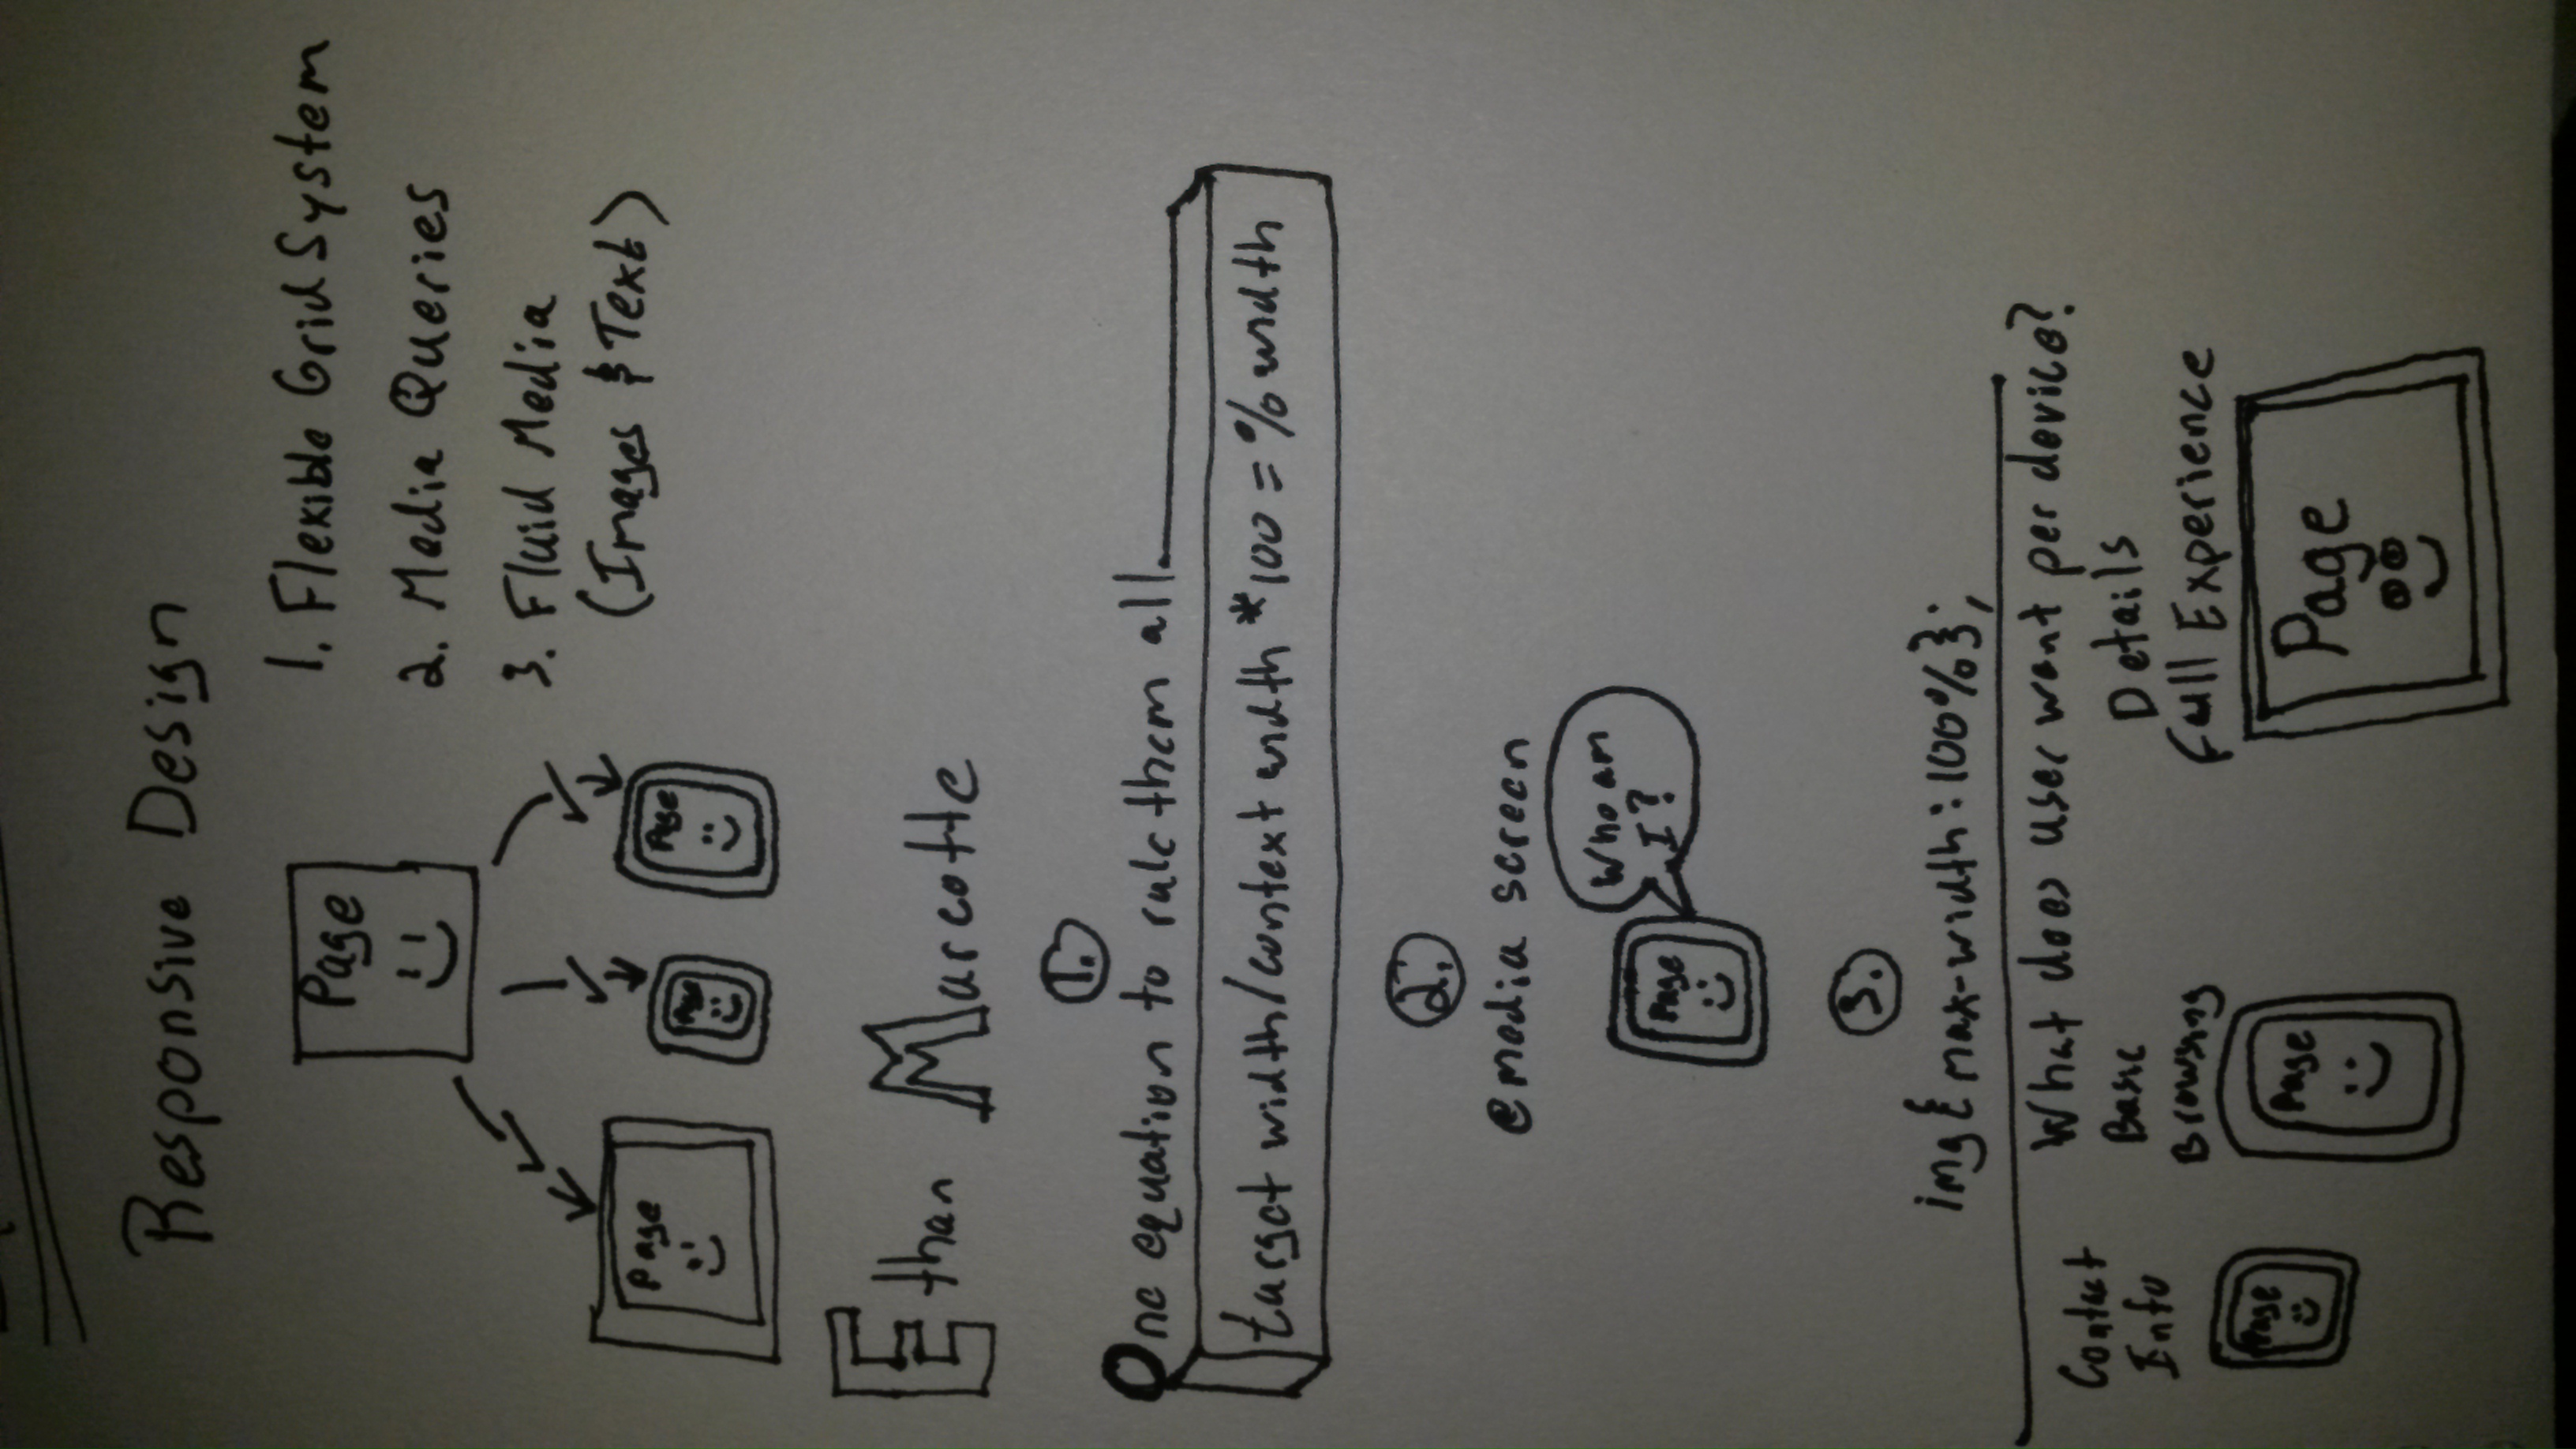 Responsive Design
Page
1. Flexible Grid System
2. Media Queries
3. Fluid Media
(Images & Text)
Page
Page
Page
Ethan Marcotte
1.
One equation to rule them all
target width/context width *100 = % width
2.
@media screen
Who am
I?
Page
3.
img{max-width:100%};
What does user want per device?
Contact
Info
Basic
Browsing
Details
Full Experience
Page
Page
Page